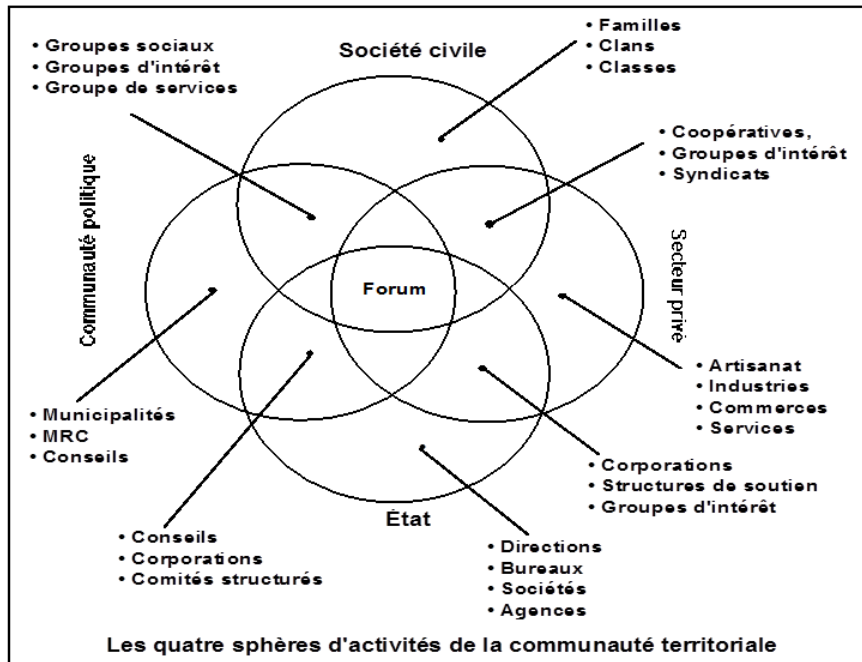 Société civile
• Groupes sociaux
• Groupes d'intérêt
• Groupe de services
• Familles
• Clans
• Classes
• Coopératives,
• Groupes d'intérêt
• Syndicats
Communauté politique
Forum
Secteur privé
• Artisanat
• Industries
• Commerces
• Services
• Municipalités
• MRC
• Conseils
• Corporations
• Structures de soutien
• Groupes d'intérêt
État
• Conseils
• Corporations
• Comités structurés
• Directions
• Bureaux
• Sociétés
• Agences
Les quatre sphères d'activités de la communauté territoriale